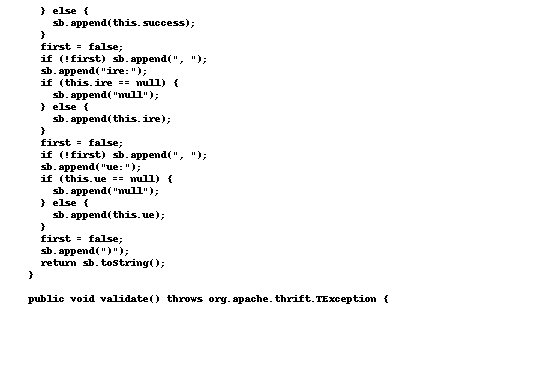 } else {
sb.append(this.success);
}
first = false;
if (!first) sb.append(", ");
sb.append("ire:");
if (this.ire == null) {
sb.append("null");
} else {
sb.append(this.ire);
}
first = false;
if (!first) sb.append(", ");
sb.append("ue:");
if (this.ue == null) {
sb.append("null");
} else {
sb.append(this.ue);
}
first = false;
sb.append(")");
return sb.toString();
}
public void validate() throws org.apache.thrift.TException {